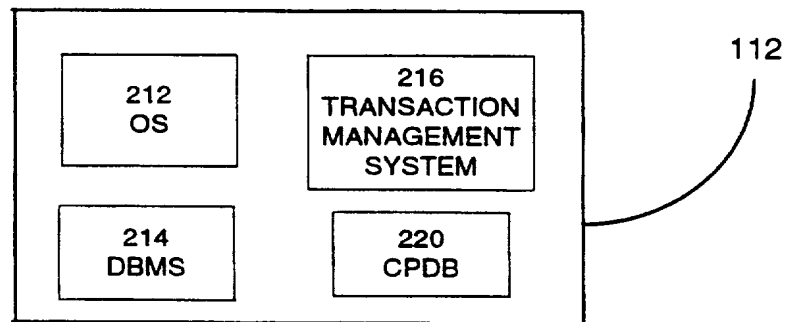 212
OS
216
TRANSACTION
MANAGEMENT
SYSTEM
214
DBMS
220
CPDB
112